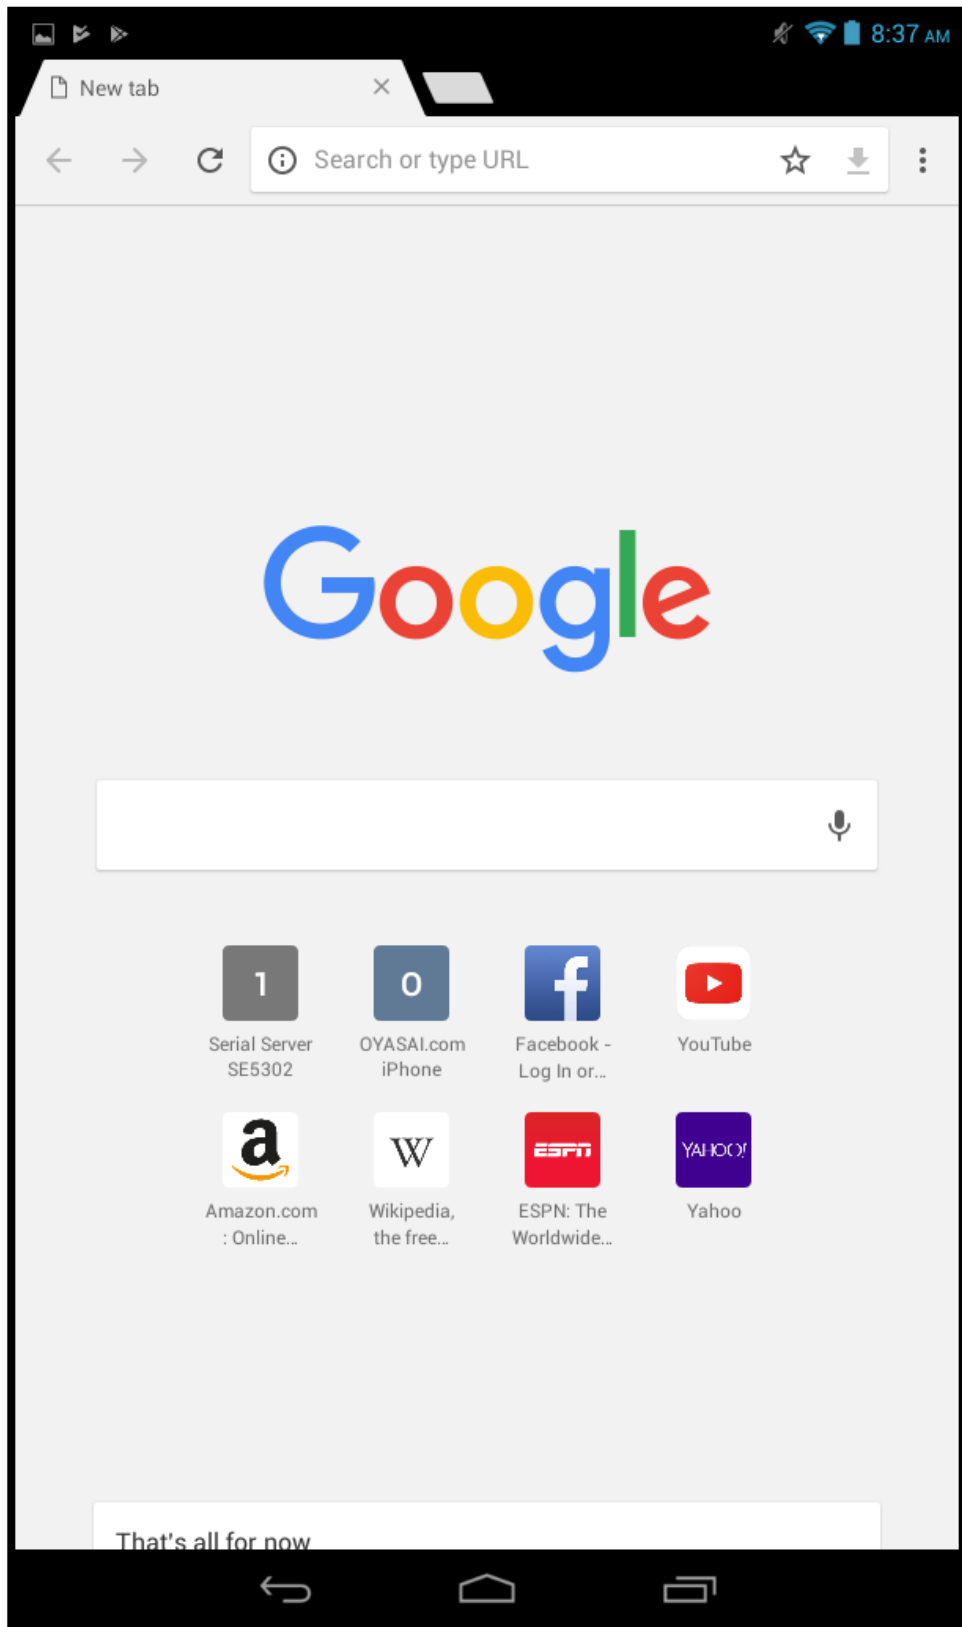 8:37 AM
New tab
Search or type URL
Google
1
0
f
Serial Server
SE5302
OYASAI.com
iPhone
Facebook -
Log In or...
YouTube
a
W
ESPN
YAHOO!
Amazon.com
: Online...
Wikipedia,
the free...
ESPN: The
Worldwide...
Yahoo
That's all for now